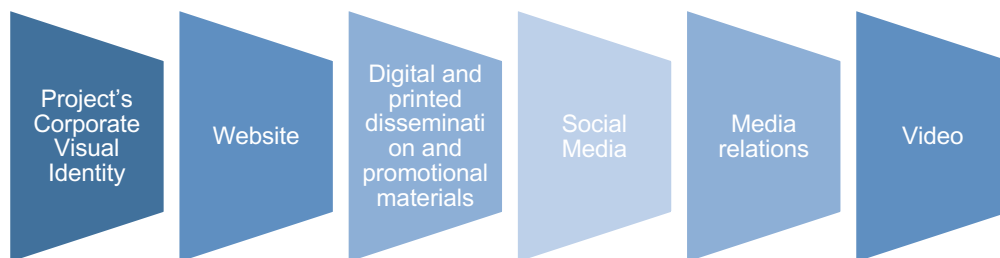 Project's
Corporate
Visual
Identity
Website
Digital and
printed
disseminati
on and
promotional
materials
Social
Media
Media
relations
Video